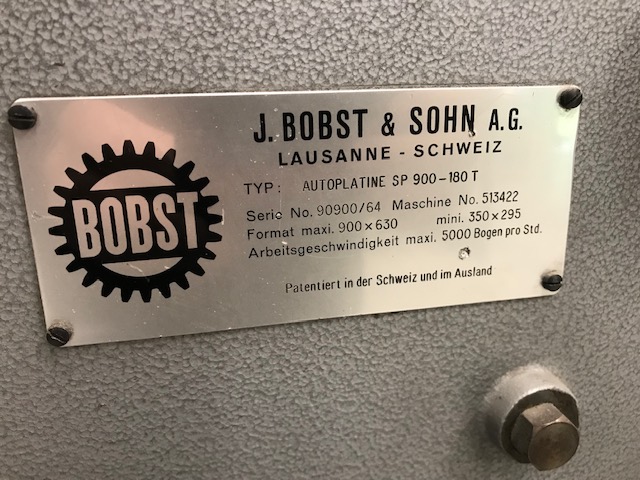 BOBST
J. BOBST & SOHN A.G.
LAUSANNE - SCHWEIZ
TYP: AUTOPLATINE SP 900-180 T
Serie No. 90900/64 Maschine No. 513422
Format maxi. 900×630 mini. 350×295
Arbeitsgeschwindigkeit maxi. 5000 Bogen pro Std.
Patentiert in der Schweiz und im Ausland